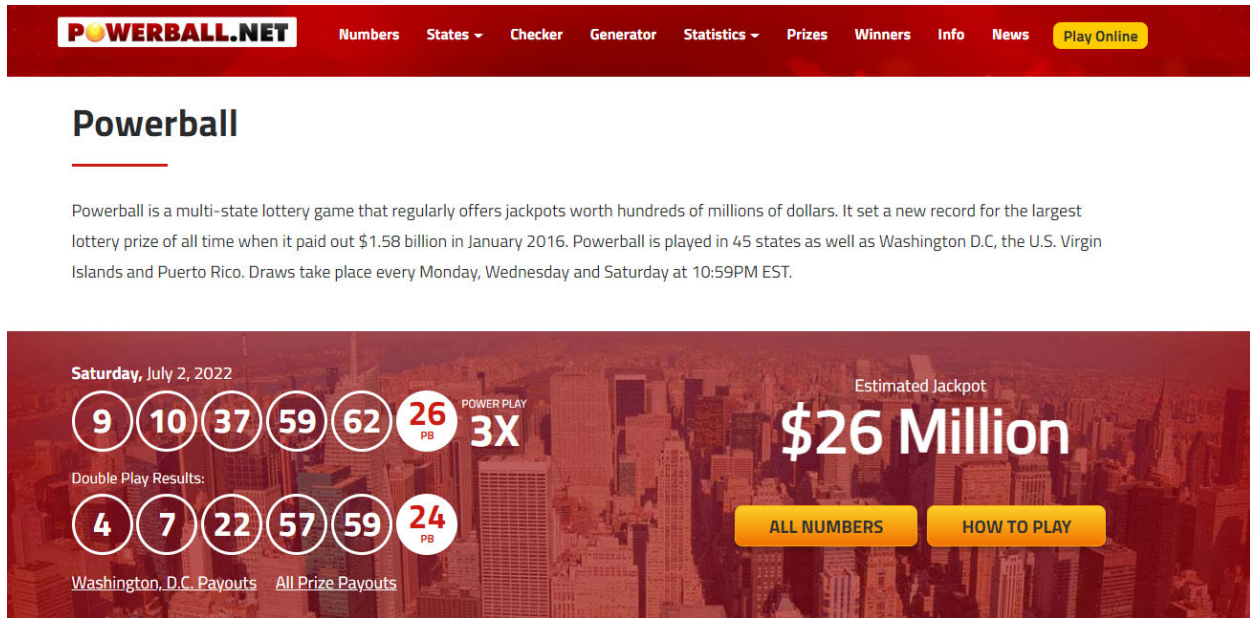 POWERBALL.NET Numbers States Checker Generator Statistics Prizes Winners Info News Play Online
Powerball
Powerball is a multi-state lottery game that regularly offers jackpots worth hundreds of millions of dollars. It set a new record for the largest
lottery prize of all time when it paid out $1.58 billion in January 2016. Powerball is played in 45 states as well as Washington D.C, the U.S. Virgin
Islands and Puerto Rico. Draws take place every Monday, Wednesday and Saturday at 10:59PM EST.
Saturday, July 2, 2022
9 10 37 59 62 26 PB POWER PLAY 3X
Double Play Results:
4 7 22 57 59 24 PB
Washington, D.C. Payouts All Prize Payouts
Estimated Jackpot
$26 Million
ALL NUMBERS HOW TO PLAY